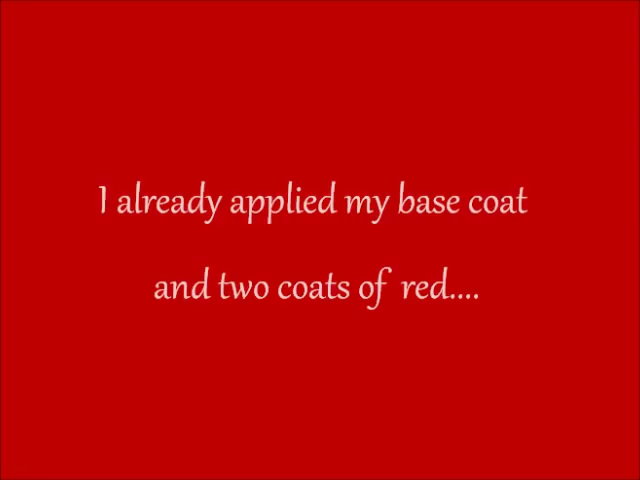 I already applied my base coat
and two coats of red....